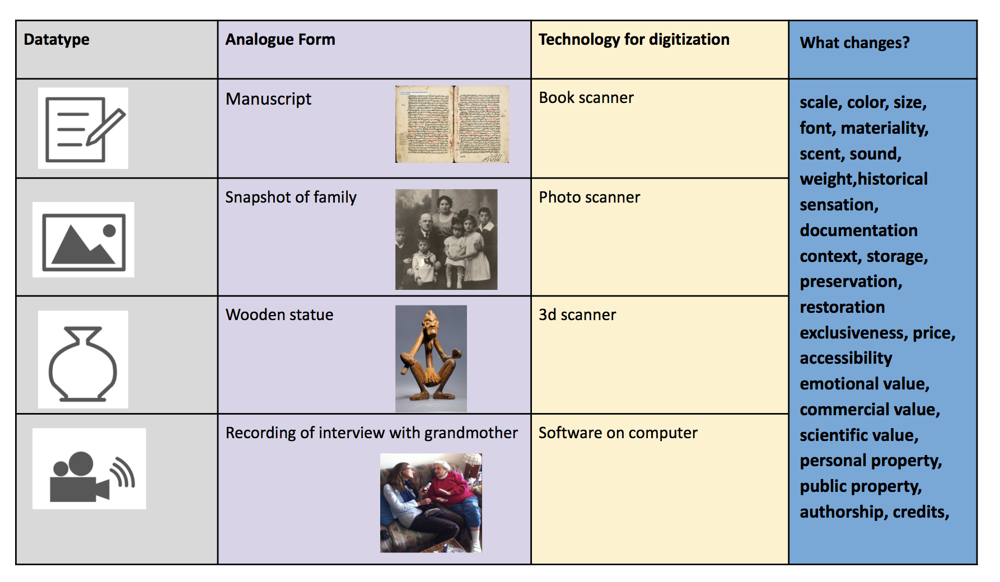 Datatype
Analogue Form
Technology for digitization
What changes?
Manuscript
Book scanner
Snapshot of family
Photo scanner
Wooden statue
3d scanner
Recording of interview with grandmother
Software on computer
scale, color, size,
font, materiality,
scent, sound,
weight,historical
sensation,
documentation
context, storage,
preservation,
restoration
exclusiveness, price,
accessibility
emotional value,
commercial value,
scientific value,
personal property,
public property,
authorship, credits,